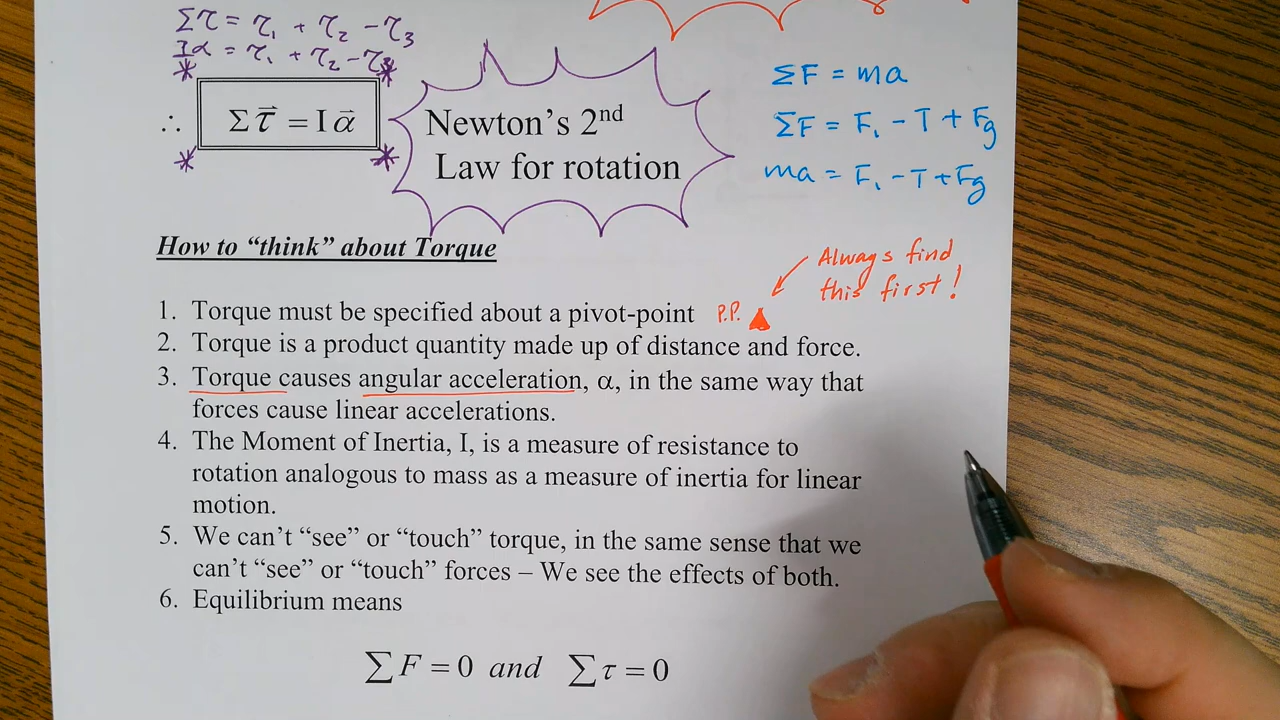 Στ = τ₁ + τ₂ - τ₃
Iα = τ₁ + τ₂ - τ₃
* *
∴ Στ⃗ = Iα⃗
* *
Newton's 2nd
Law for rotation
ΣF = ma
ΣF = F₁ - T + Fg
ma = F₁ - T + Fg
How to “think” about Torque
Always find
this first!
1. Torque must be specified about a pivot-point P.P.
2. Torque is a product quantity made up of distance and force.
3. Torque causes angular acceleration, α, in the same way that
forces cause linear accelerations.
4. The Moment of Inertia, I, is a measure of resistance to
rotation analogous to mass as a measure of inertia for linear
motion.
5. We can't “see” or “touch” torque, in the same sense that we
can't “see” or “touch” forces – We see the effects of both.
6. Equilibrium means
∑F = 0 and ∑τ = 0